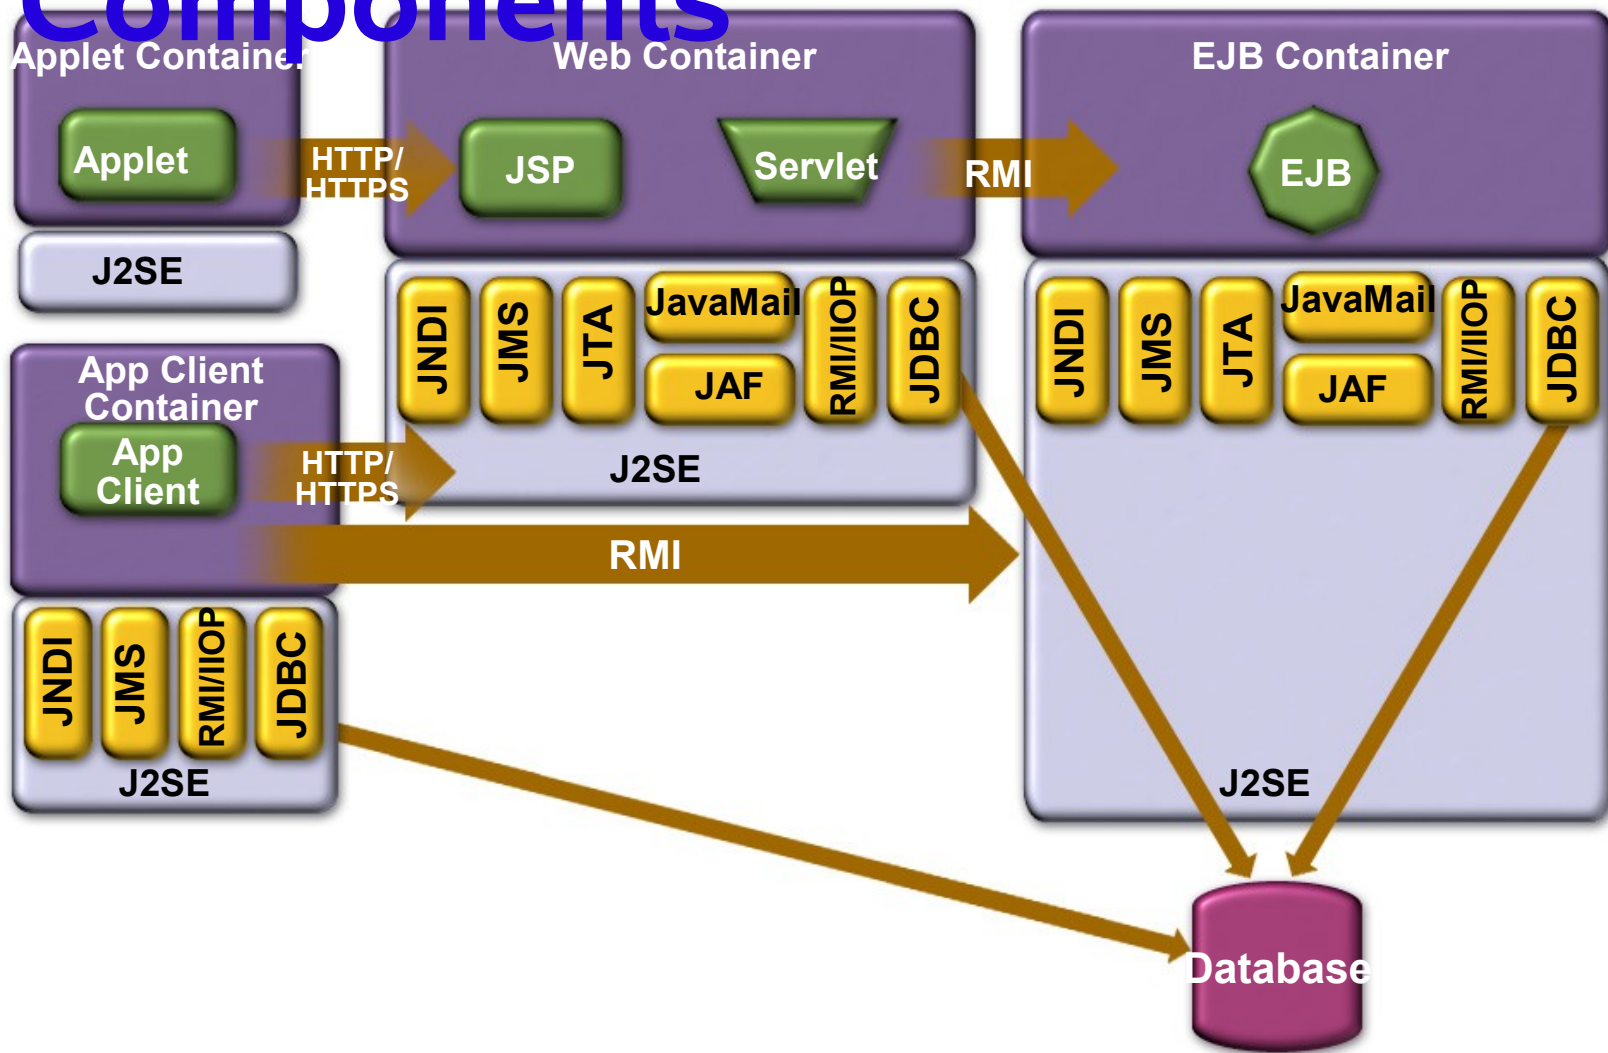 Components
Applet Container
Applet
HTTP/
HTTPS
J2SE
Web Container
JSP
Servlet
RMI
EJB Container
EJB
JNDI
JMS
JTA
JavaMail
JAF
RMI/IIOP
JDBC
J2SE
JNDI
JMS
JTA
JavaMail
JAF
RMI/IIOP
JDBC
J2SE
App Client
Container
App
Client
HTTP/
HTTPS
RMI
JNDI
JMS
RMI/IIOP
JDBC
J2SE
Database